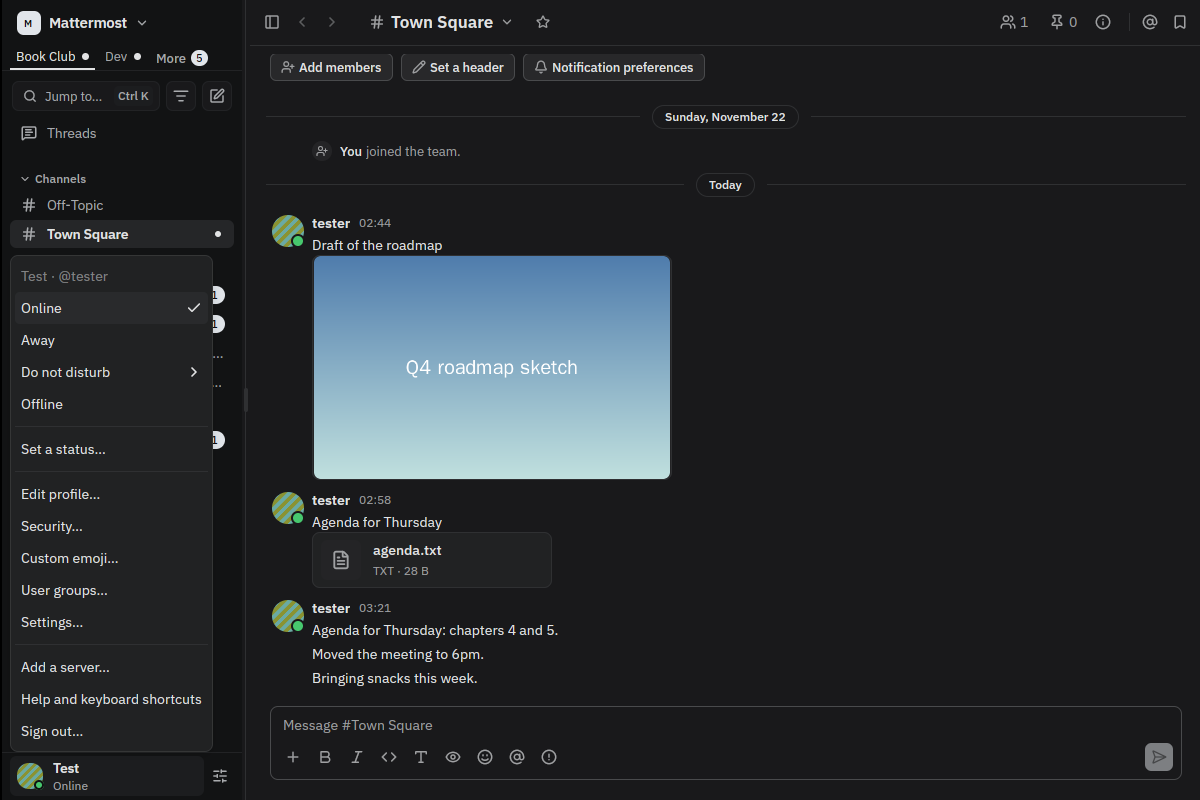 M Mattermost
Book Club Dev More 5
Jump to... Ctrl K
Threads
Channels
Off-Topic
Town Square
Test · @tester
Online
Away
Do not disturb
Offline
Set a status...
Edit profile...
Security...
Custom emoji...
User groups...
Settings...
Add a server...
Help and keyboard shortcuts
Sign out...
1
1
...
...
1
Test
Online
# Town Square
1
0
Add members Set a header Notification preferences
Sunday, November 22
You joined the team.
Today
tester 02:44
Draft of the roadmap
Q4 roadmap sketch
tester 02:58
Agenda for Thursday
agenda.txt
TXT · 28 B
tester 03:21
Agenda for Thursday: chapters 4 and 5.
Moved the meeting to 6pm.
Bringing snacks this week.
Message #Town Square